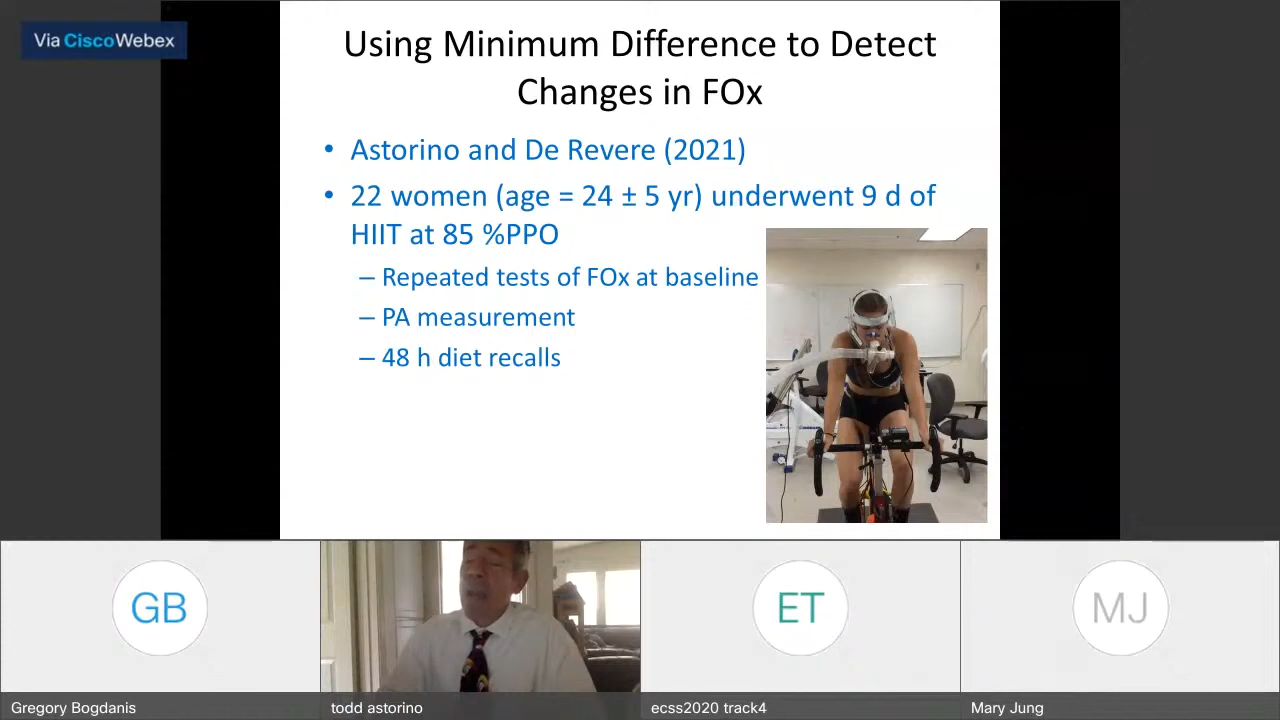 Via CiscoWebex
Using Minimum Difference to Detect
Changes in FOx
• Astorino and De Revere (2021)
• 22 women (age = 24 ± 5 yr) underwent 9 d of
HIIT at 85 %PPO
– Repeated tests of FOx at baseline
– PA measurement
– 48 h diet recalls
GB
ET
MJ
Gregory Bogdanis
todd astorino
ecss2020 track4
Mary Jung